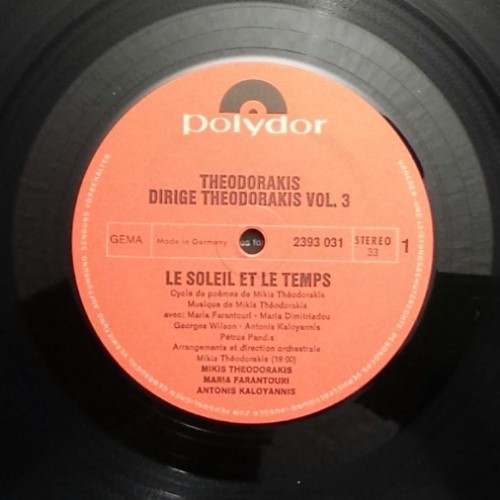 polydor
THEODORAKIS
DIRIGE THEODORAKIS VOL. 3
GEMA Made in Germany 2393 031 STEREO 33 1
LE SOLEIL ET LE TEMPS
Cycle de poèmes de Mikis Théodorakis
Musique de Mikis Théodorakis
avec: Maria Farantouri - Maria Dimitriadou
Georges Wilson - Antonis Kaloyannis
Petros Pandis
Arrangements et direction orchestrale
Mikis Théodorakis (19:00)
MIKIS THEODORAKIS
MARIA FARANTOURI
ANTONIS KALOYANNIS